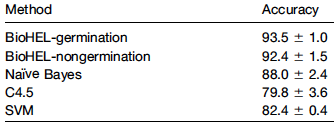 Method Accuracy
BioHEL-germination 93.5 ± 1.0
BioHEL-nongermination 92.4 ± 1.5
Naïve Bayes 88.0 ± 2.4
C4.5 79.8 ± 3.6
SVM 82.4 ± 0.4